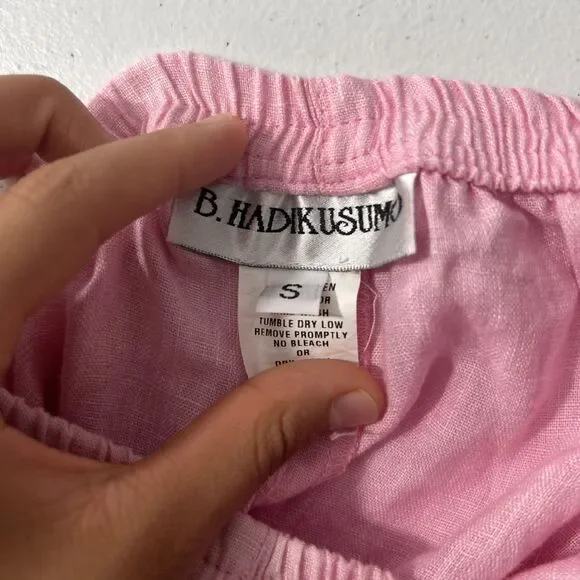 B. HADIKUSUMO
S
TUMBLE DRY LOW
REMOVE PROMPTLY
NO BLEACH
OR